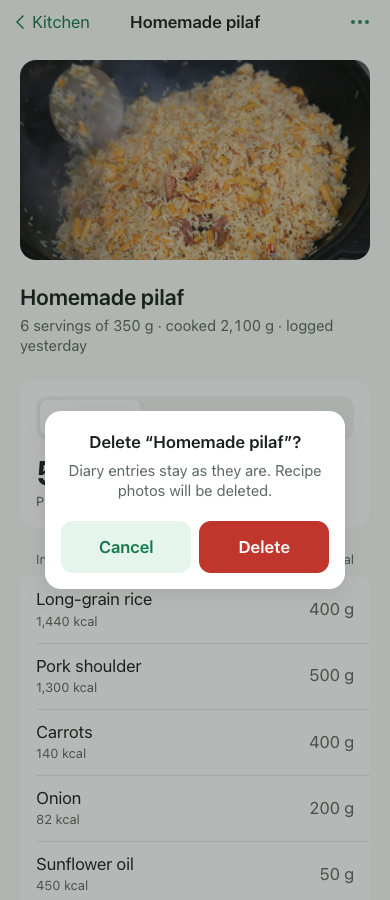 Kitchen
Homemade pilaf
Homemade pilaf
6 servings of 350 g · cooked 2,100 g · logged
yesterday
Delete “Homemade pilaf”?
Diary entries stay as they are. Recipe
photos will be deleted.
Cancel
Delete
Long-grain rice
400 g
1,440 kcal
Pork shoulder
500 g
1,300 kcal
Carrots
400 g
140 kcal
Onion
200 g
82 kcal
Sunflower oil
50 g
450 kcal